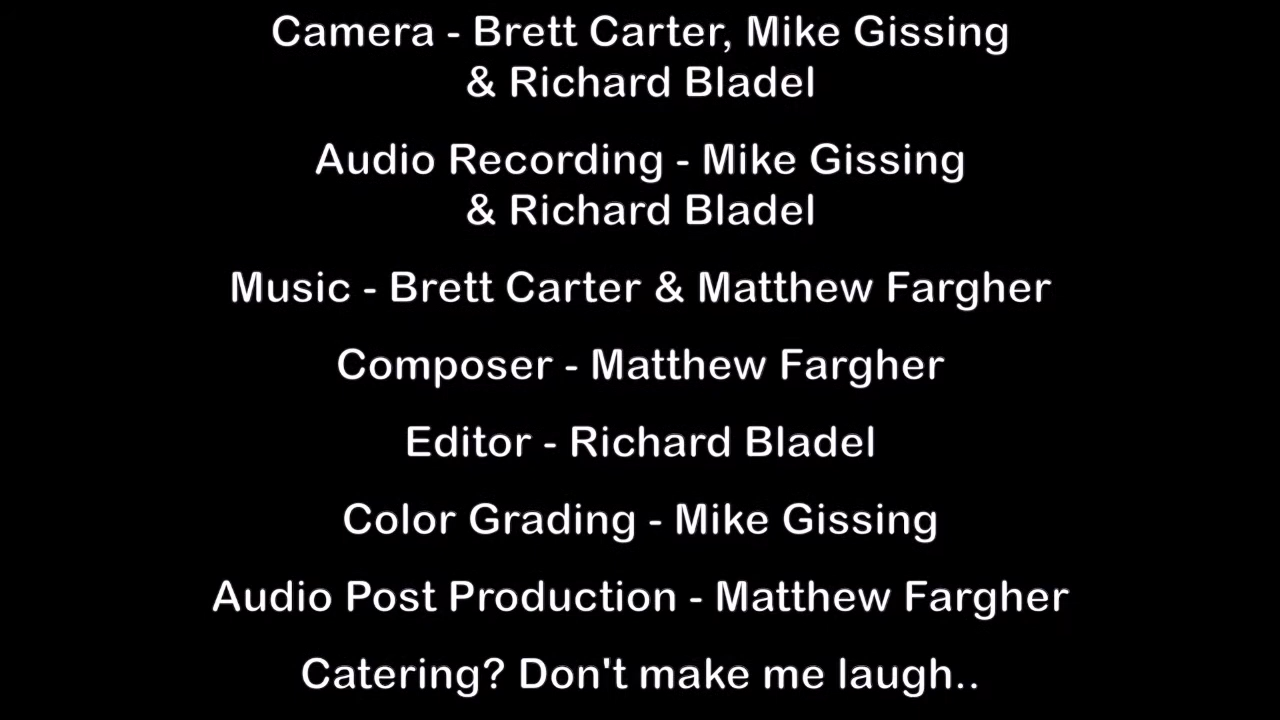 Camera - Brett Carter, Mike Gissing
& Richard Bladel
Audio Recording - Mike Gissing
& Richard Bladel
Music - Brett Carter & Matthew Fargher
Composer - Matthew Fargher
Editor - Richard Bladel
Color Grading - Mike Gissing
Audio Post Production - Matthew Fargher
Catering? Don't make me laugh..